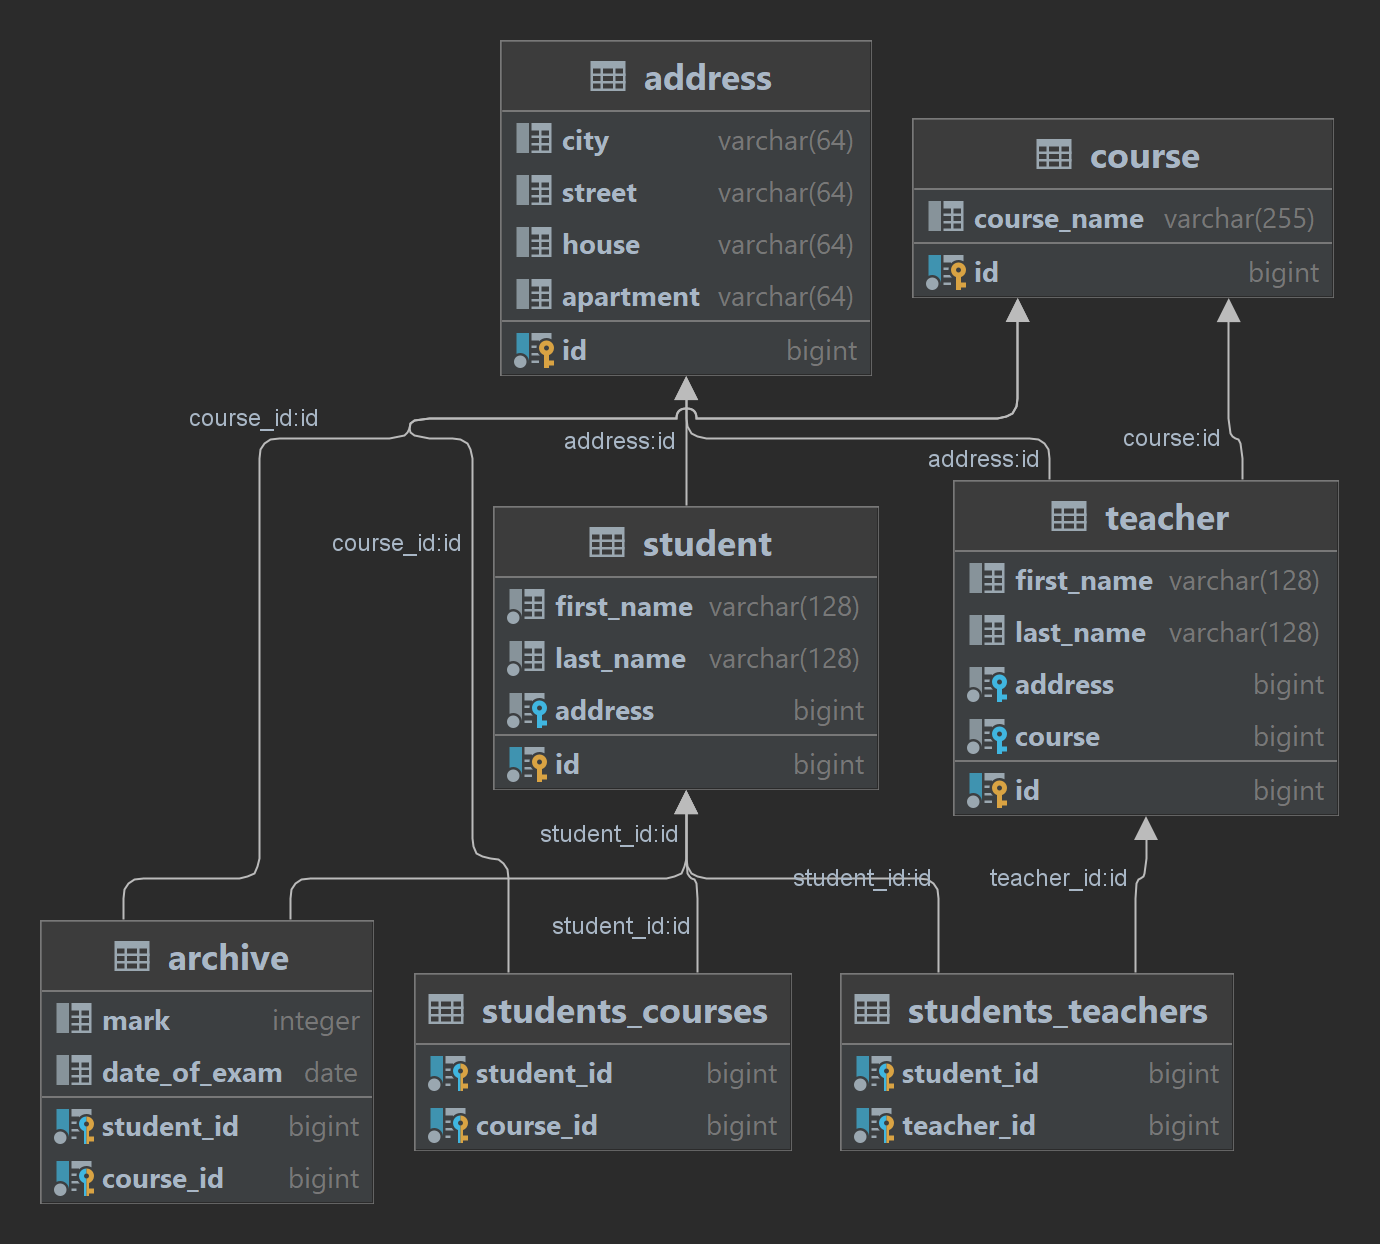 address
city varchar(64)
street varchar(64)
house varchar(64)
apartment varchar(64)
id bigint
course
course_name varchar(255)
id bigint
course_id:id
address:id
address:id
course:id
course_id:id
student
first_name varchar(128)
last_name varchar(128)
address bigint
id bigint
teacher
first_name varchar(128)
last_name varchar(128)
address bigint
course bigint
id bigint
student_id:id
student_id:id
teacher_id:id
student_id:id
archive
mark integer
date_of_exam date
student_id bigint
course_id bigint
students_courses
student_id bigint
course_id bigint
students_teachers
student_id bigint
teacher_id bigint